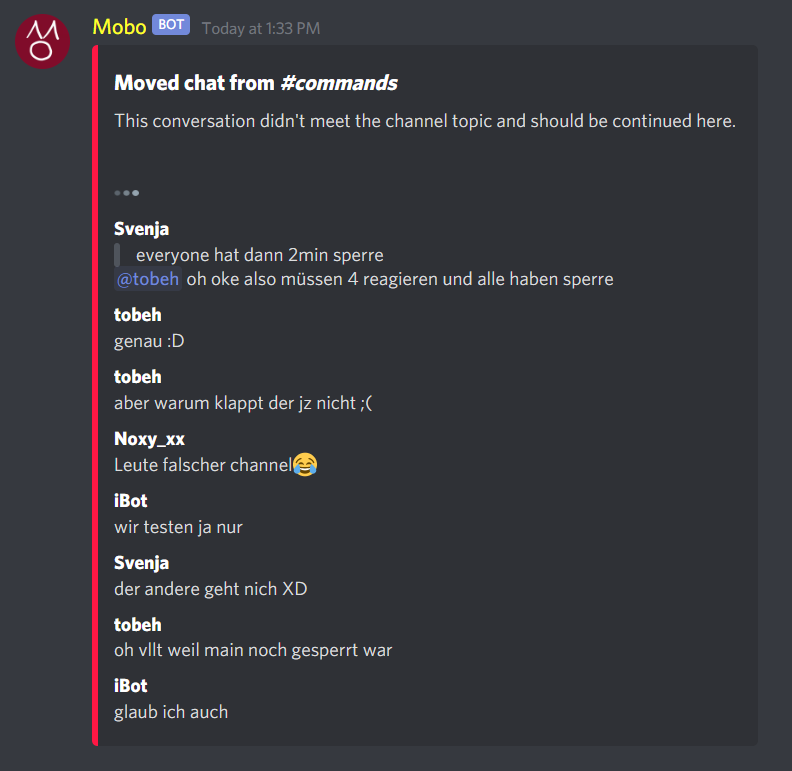 Mobo BOT Today at 1:33 PM
Moved chat from #commands
This conversation didn't meet the channel topic and should be continued here.
Svenja
everyone hat dann 2min sperre
@tobeh oh oke also müssen 4 reagieren und alle haben sperre
tobeh
genau :D
tobeh
aber warum klappt der jz nicht ;(
Noxy_xx
Leute falscher channel😂
iBot
wir testen ja nur
Svenja
der andere geht nich XD
tobeh
oh vllt weil main noch gesperrt war
iBot
glaub ich auch